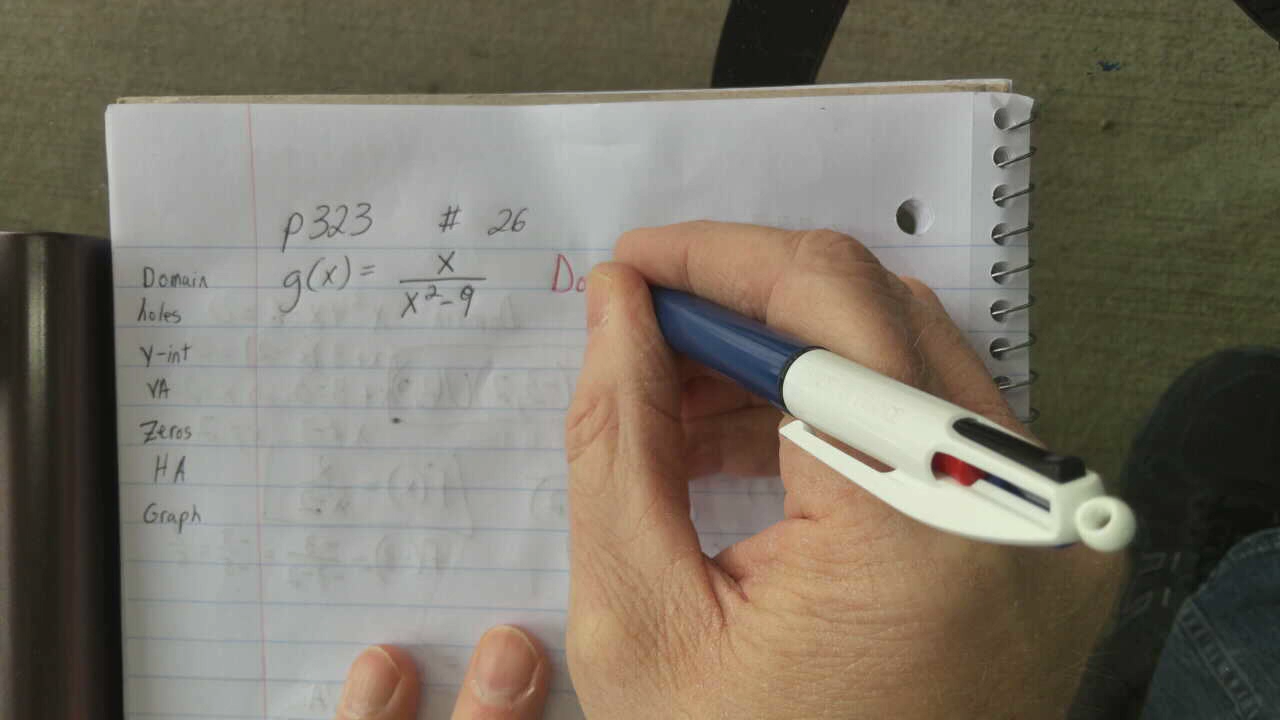 p323 # 26
Domain g(x) = x / x² - 9 Do
holes
y-int
VA
Zeros
HA
Graph